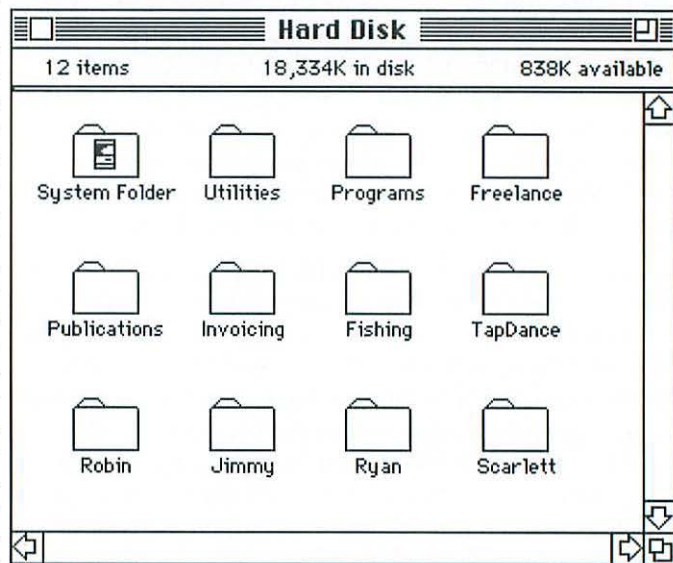 Hard Disk
12 items 18,334K in disk 838K available
System Folder Utilities Programs Freelance
Publications Invoicing Fishing TapDance
Robin Jimmy Ryan Scarlett